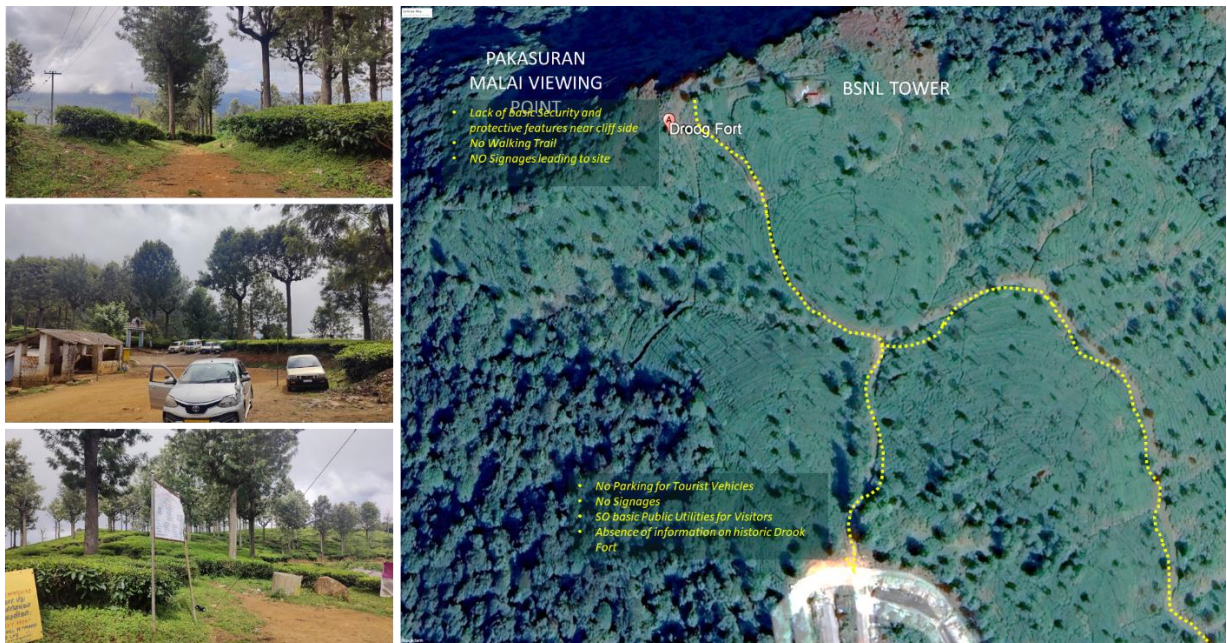 PAKASURAN
MALAI VIEWING
POINT
• Lack of basic Security and
protective features near cliff side
• No Walking Trail
• NO Signages leading to site
BSNL TOWER
A
Droog Fort
• No Parking for Tourist Vehicles
• No Signages
• SO basic Public Utilities for Visitors
• Absence of information on historic Drook
Fort